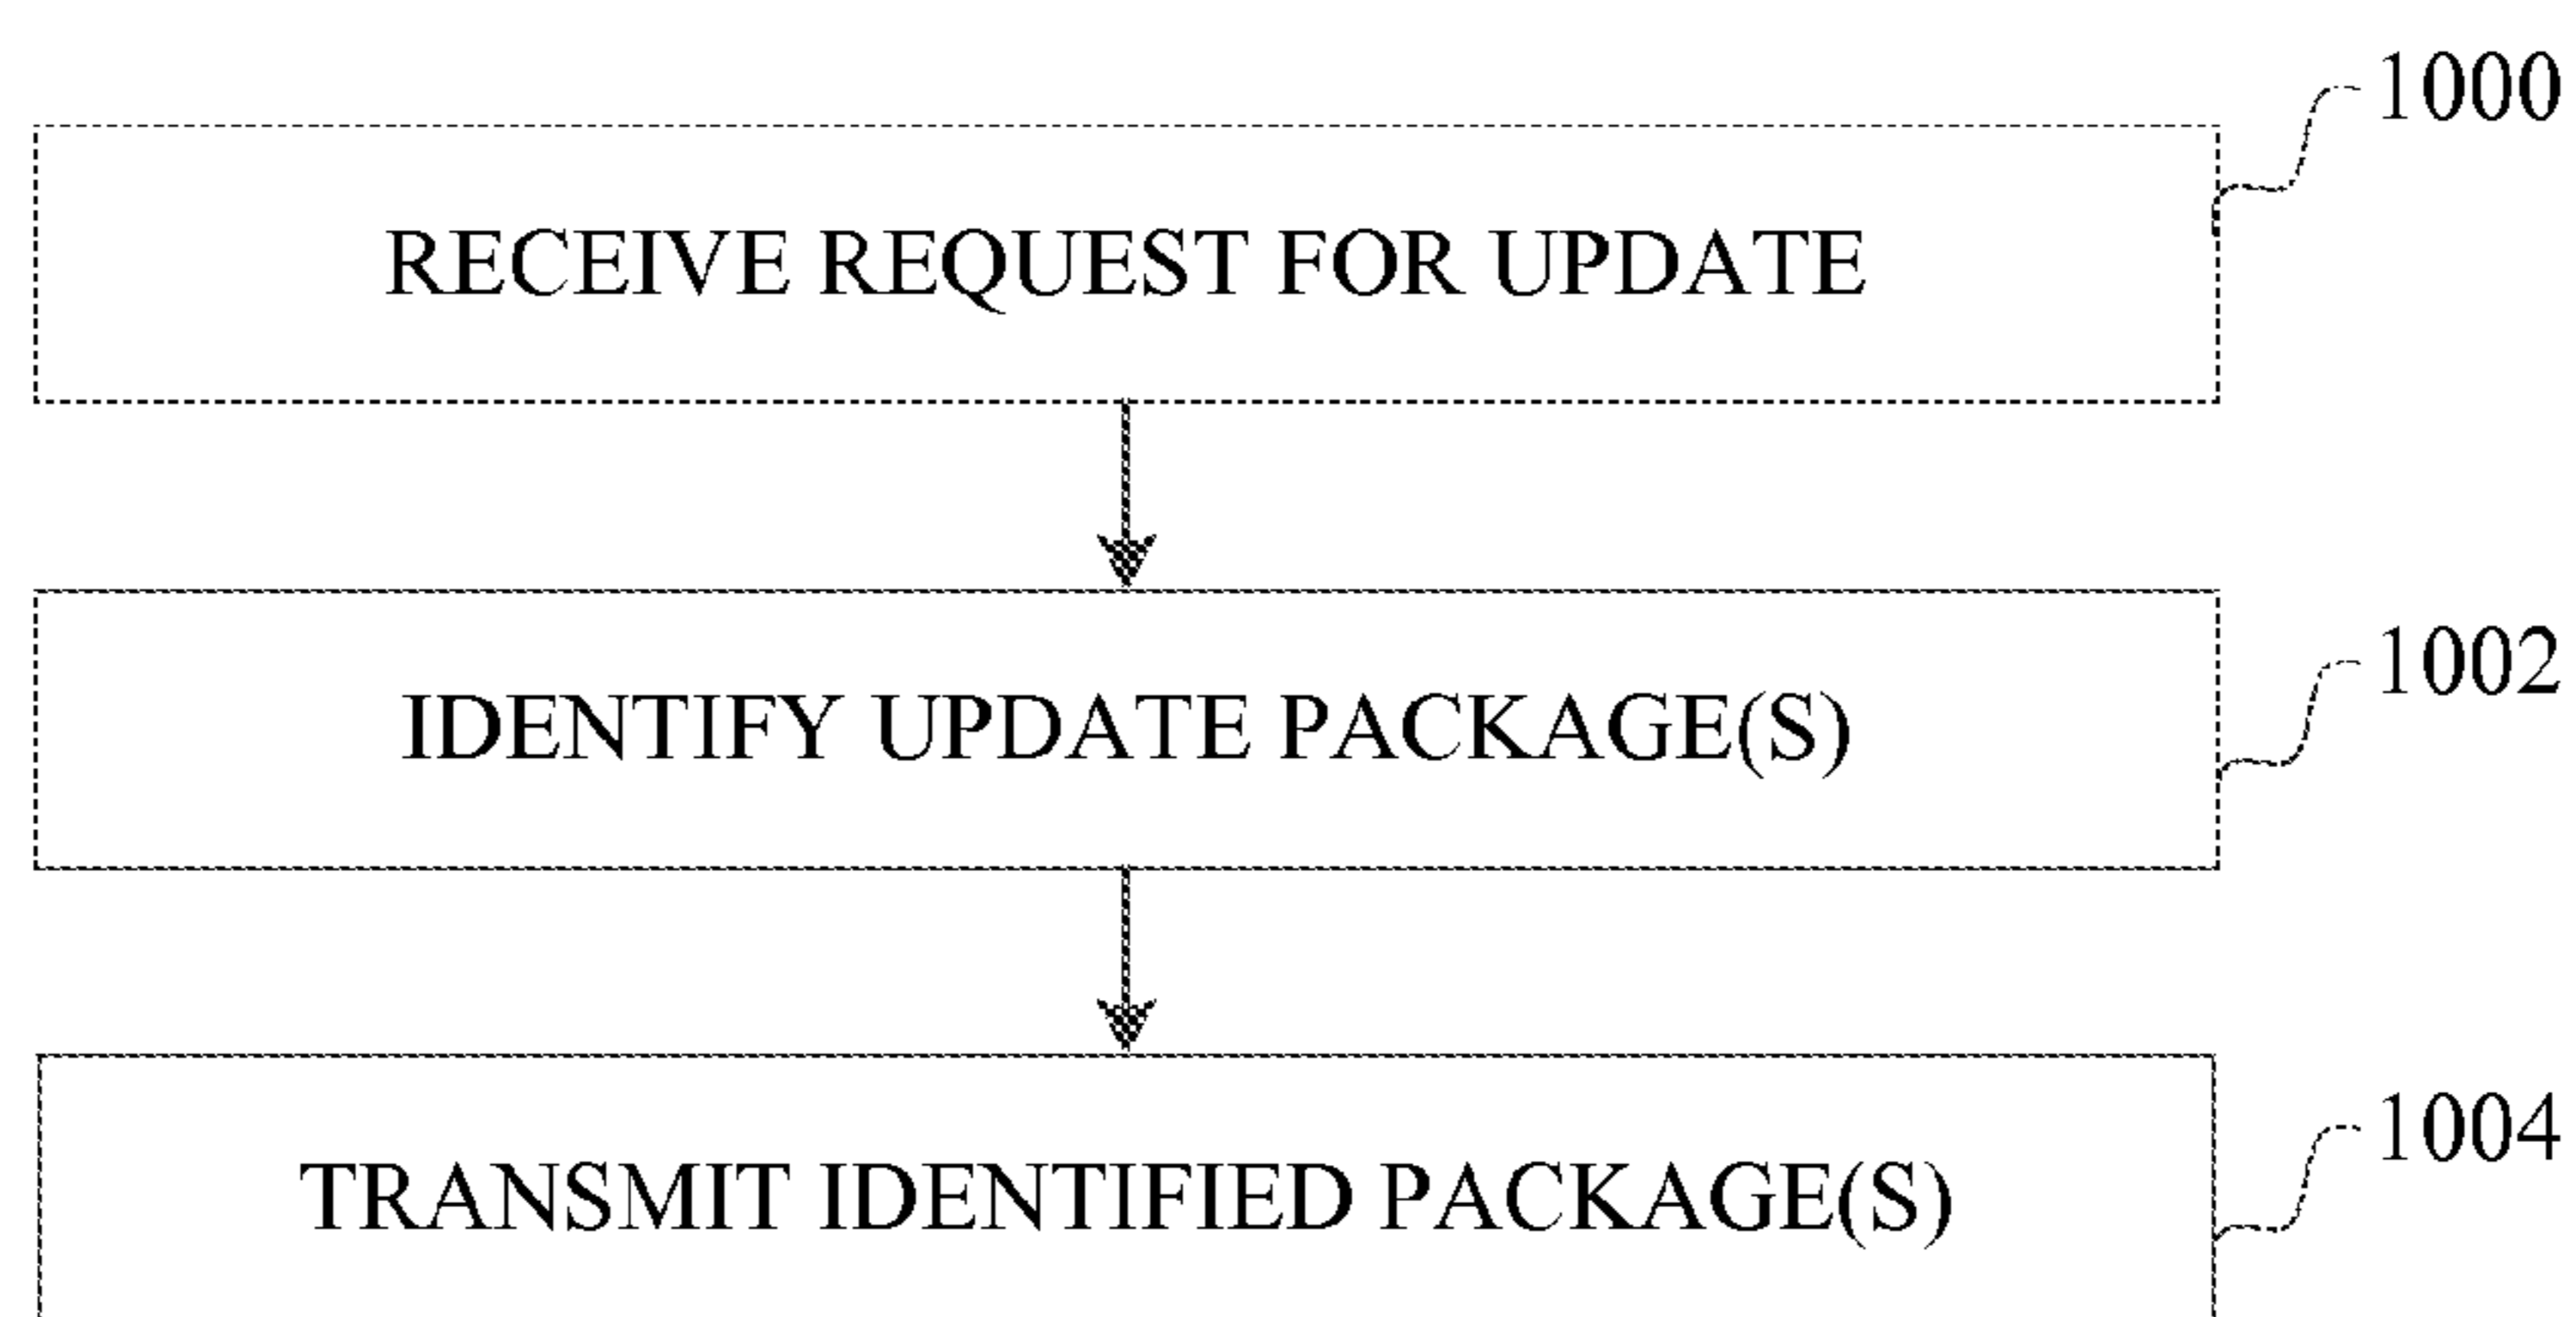 1000
RECEIVE REQUEST FOR UPDATE
1002
IDENTIFY UPDATE PACKAGE(S)
1004
TRANSMIT IDENTIFIED PACKAGE(S)